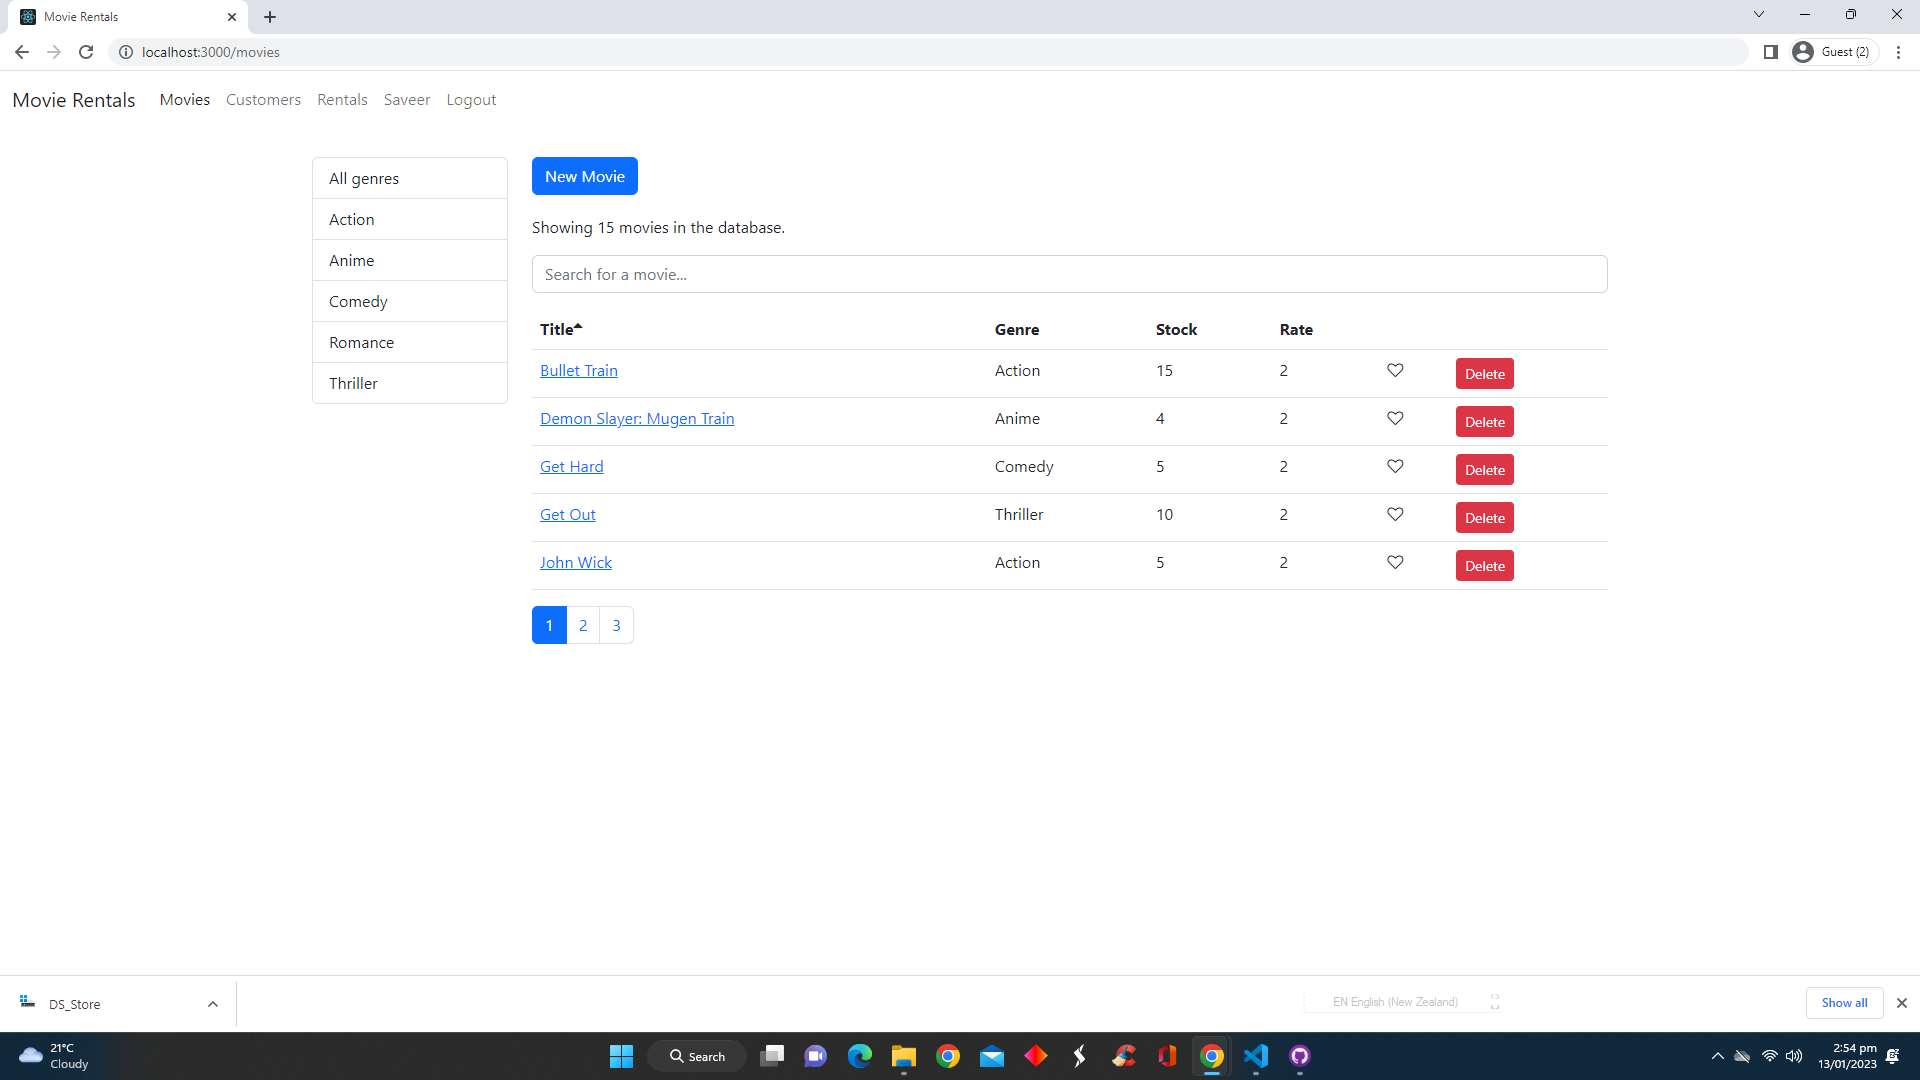 Movie Rentals
localhost:3000/movies
Guest (2)
Movie Rentals Movies Customers Rentals Saveer Logout
All genres
Action
Anime
Comedy
Romance
Thriller
New Movie
Showing 15 movies in the database.
Search for a movie...
Title Genre Stock Rate
Bullet Train Action 15 2 Delete
Demon Slayer: Mugen Train Anime 4 2 Delete
Get Hard Comedy 5 2 Delete
Get Out Thriller 10 2 Delete
John Wick Action 5 2 Delete
1 2 3
DS_Store
EN English (New Zealand)
Show all
21°C
Cloudy
Search
2:54 pm
13/01/2023